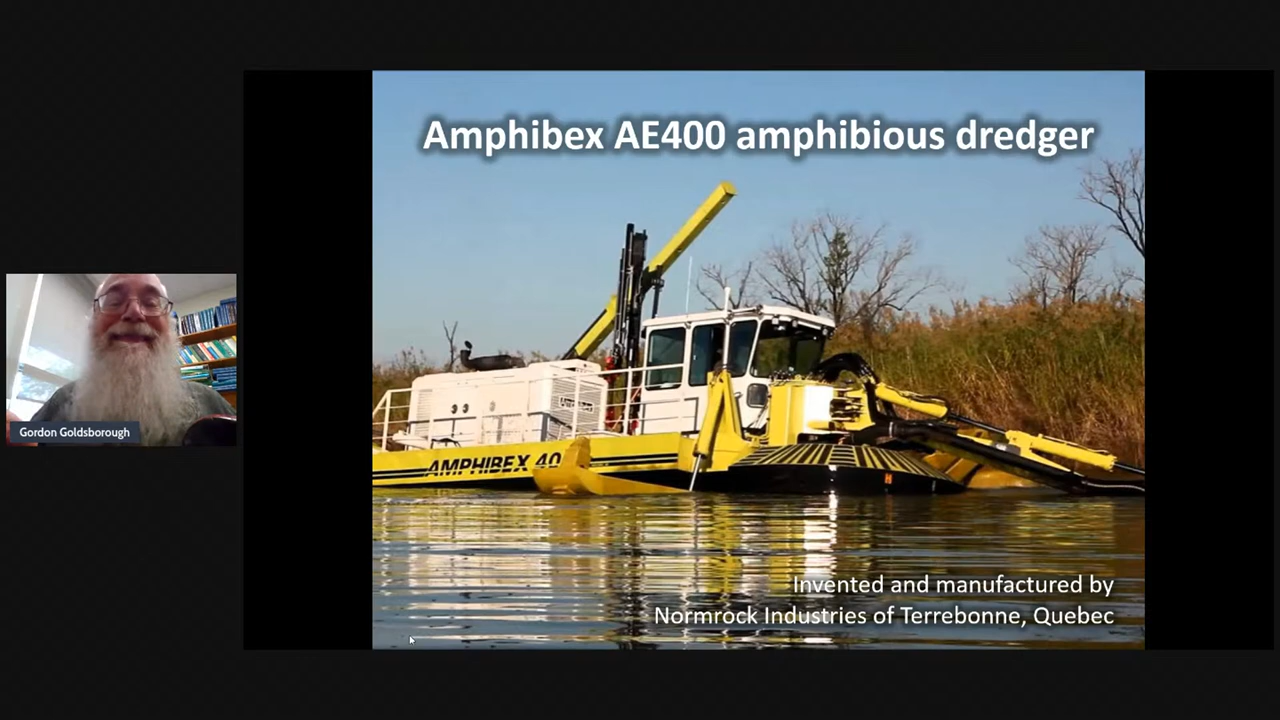 Amphibex AE400 amphibious dredger
AMPHIBEX 40
Gordon Goldsborough
Invented and manufactured by
Normrock Industries of Terrebonne, Quebec